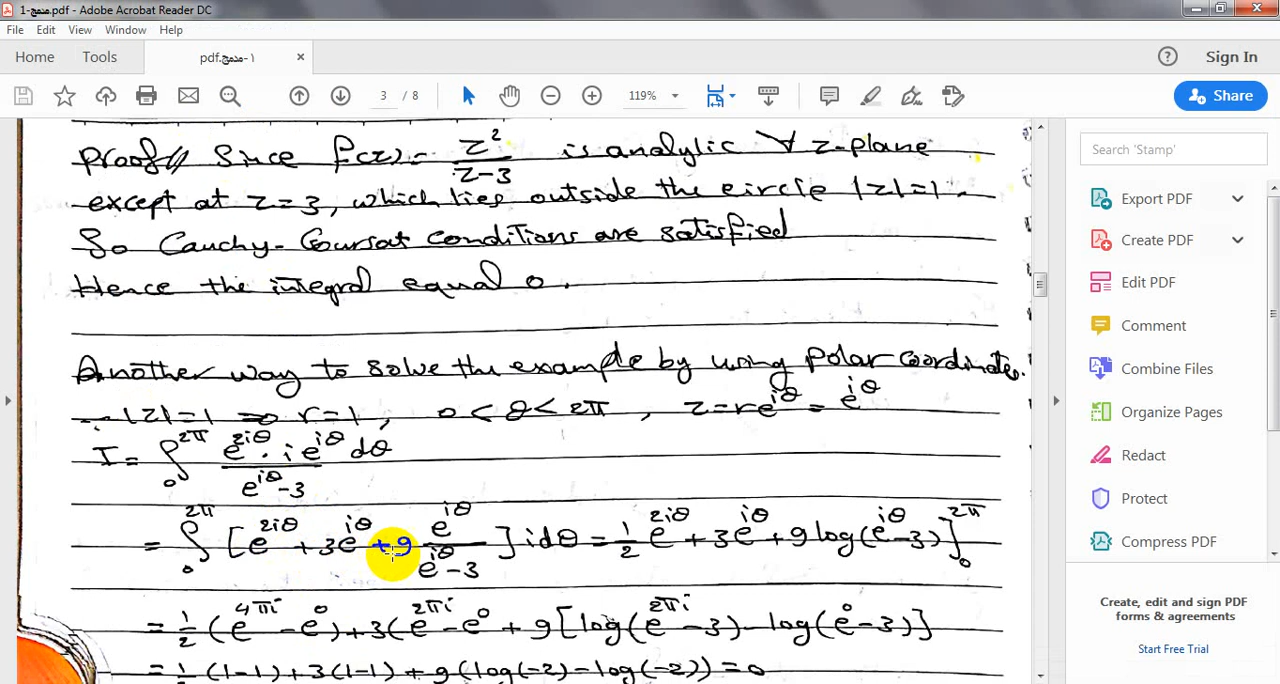 1-مدمج.pdf - Adobe Acrobat Reader DC
File Edit View Window Help
Home Tools ١-مدمج.pdf × Sign In
3 / 8 119% Share
proof// Since f(z) = z²/(z-3) is analytic ∀ z-plane
except at z=3, which lies outside the circle |z|=1.
So Cauchy-Goursat conditions are satisfied
Hence the integral equal 0.
Another way to solve the example by using polar coordinates.
∵ |z|=1 ⇒ r=1, 0<θ<2π, z=re^{iθ} = e^{iθ}
I = ∫_0^{2π} (e^{2iθ} · i e^{iθ})/(e^{iθ}-3) dθ
= ∫_0^{2π} [e^{2iθ} + 3e^{iθ} + 9 e^{iθ}/(e^{iθ}-3)] i dθ = 1/2 e^{2iθ} + 3e^{iθ} + 9 log(e^{iθ}-3)]_0^{2π}
= 1/2 (e^{4πi} - e^0) + 3(e^{2πi} - e^0 + 9[log(e^{2πi}-3) - log(e^0-3)]
= 1/2 (1-1) + 3(1-1) + 9(log(-2) - log(-2)) = 0
Search 'Stamp'
Export PDF
Create PDF
Edit PDF
Comment
Combine Files
Organize Pages
Redact
Protect
Compress PDF
Create, edit and sign PDF
forms & agreements
Start Free Trial